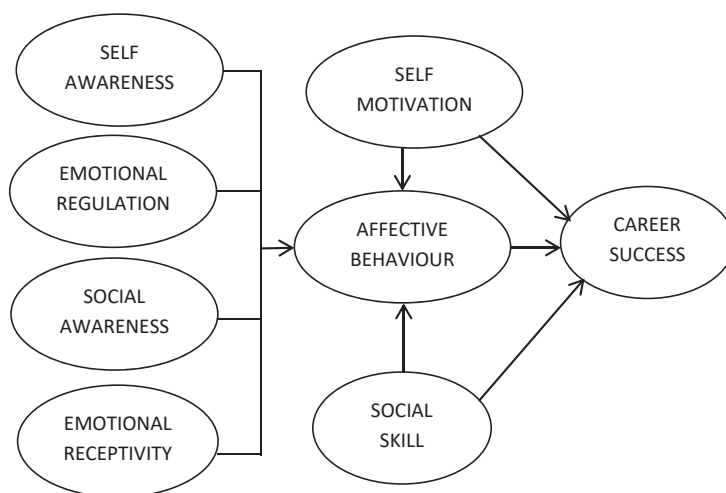 SELF
AWARENESS
EMOTIONAL
REGULATION
SOCIAL
AWARENESS
EMOTIONAL
RECEPTIVITY
SELF
MOTIVATION
AFFECTIVE
BEHAVIOUR
SOCIAL
SKILL
CAREER
SUCCESS